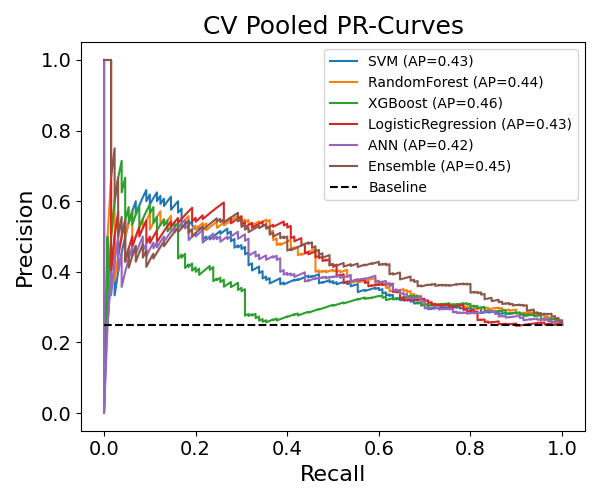 CV Pooled PR-Curves
SVM (AP=0.43)
RandomForest (AP=0.44)
XGBoost (AP=0.46)
LogisticRegression (AP=0.43)
ANN (AP=0.42)
Ensemble (AP=0.45)
Baseline
Precision
1.0
0.8
0.6
0.4
0.2
0.0
0.0 0.2 0.4 0.6 0.8 1.0
Recall